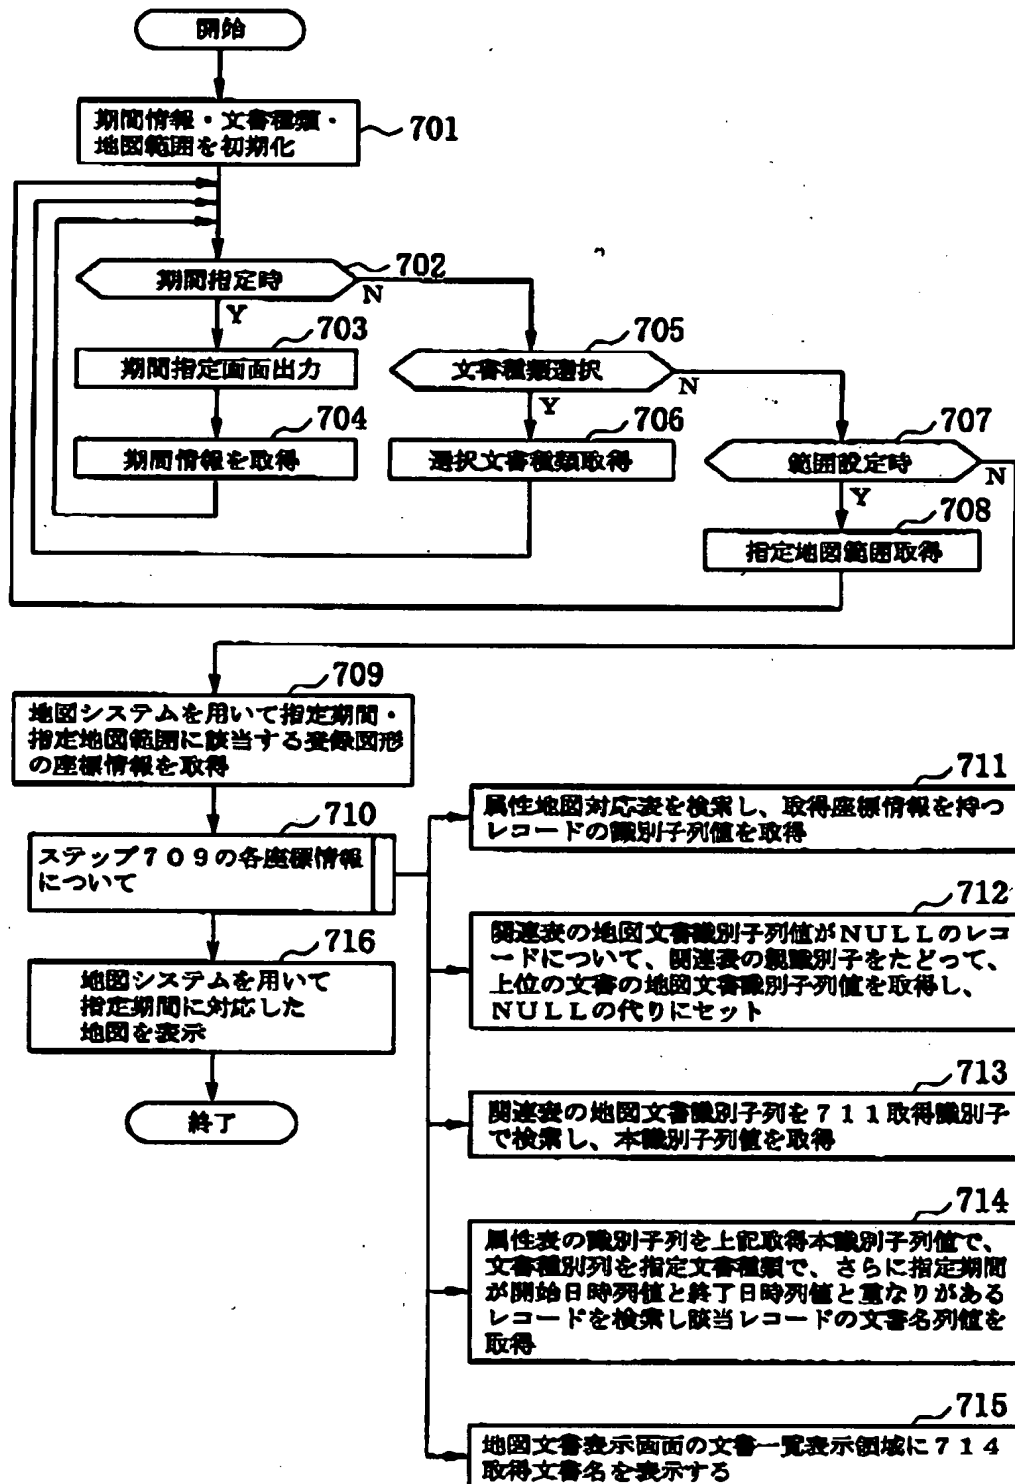 開始
期間情報・文書種類・
地図範囲を初期化
701
期間指定時
702
N
Y
703
期間指定画面出力
705
文書種類選択
N
Y
704
期間情報を取得
706
選択文書種類取得
707
範囲設定時
N
Y
708
指定地図範囲取得
709
地図システムを用いて指定期間・
指定地図範囲に該当する登録図形
の座標情報を取得
710
ステップ709の各座標情報
について
716
地図システムを用いて
指定期間に対応した
地図を表示
終了
711
属性地図対応表を検索し、取得座標情報を持つ
レコードの識別子列値を取得
712
関連表の地図文書識別子列値がNULLのレコ
ードについて、関連表の親識別子をたどって、
上位の文書の地図文書識別子列値を取得し、
NULLの代りにセット
713
関連表の地図文書識別子列を711取得識別子
で検索し、本識別子列値を取得
714
属性表の識別子列を上記取得本識別子列値で、
文書種別列を指定文書種類で、さらに指定期間
が開始日時列値と終了日時列値と重なりがある
レコードを検索し該当レコードの文書名列値を
取得
715
地図文書表示画面の文書一覧表示領域に714
取得文書名を表示する